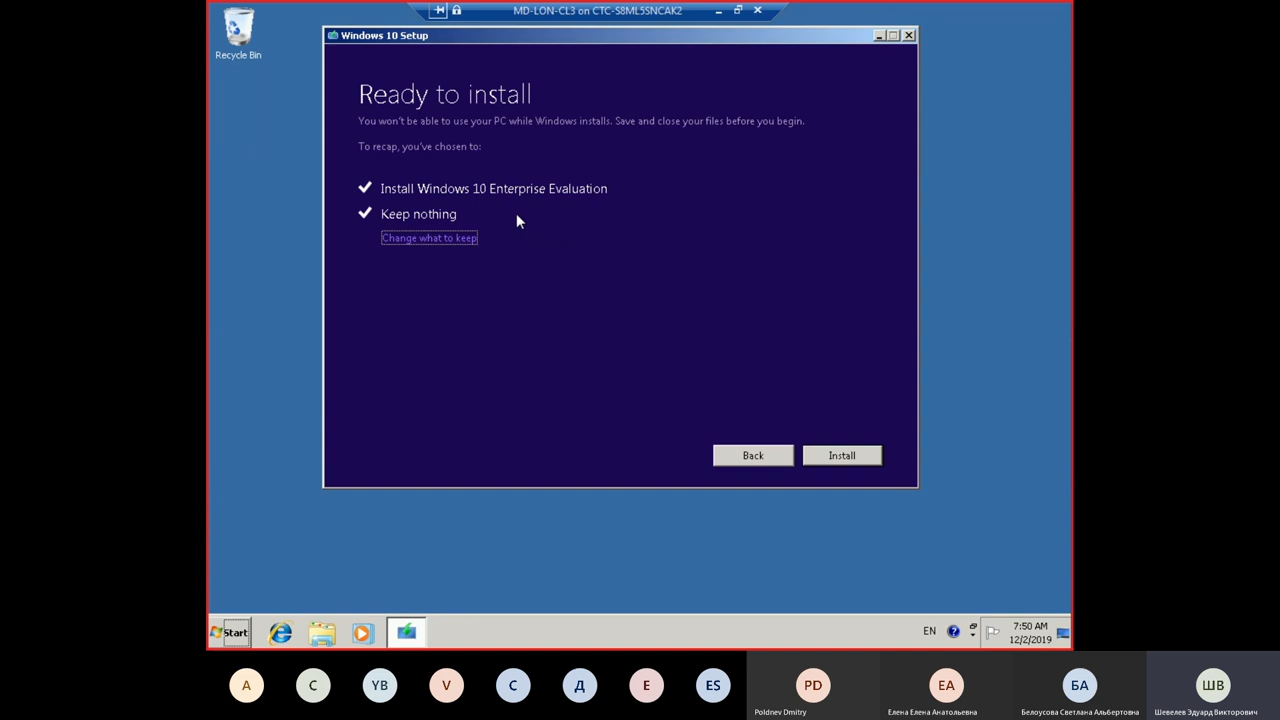 MD-LON-CL3 on CTC-S8ML5SNCAK2
Recycle Bin
Windows 10 Setup
Ready to install
You won't be able to use your PC while Windows installs. Save and close your files before you begin.
To recap, you've chosen to:
Install Windows 10 Enterprise Evaluation
Keep nothing
Change what to keep
Back
Install
Start
EN
7:50 AM
12/2/2019
A
C
YB
V
C
Д
E
ES
PD
EA
БА
ШВ
Poldnev Dmitry
Елена Елена Анатольевна
Белоусова Светлана Альбертовна
Шевелев Эдуард Викторович